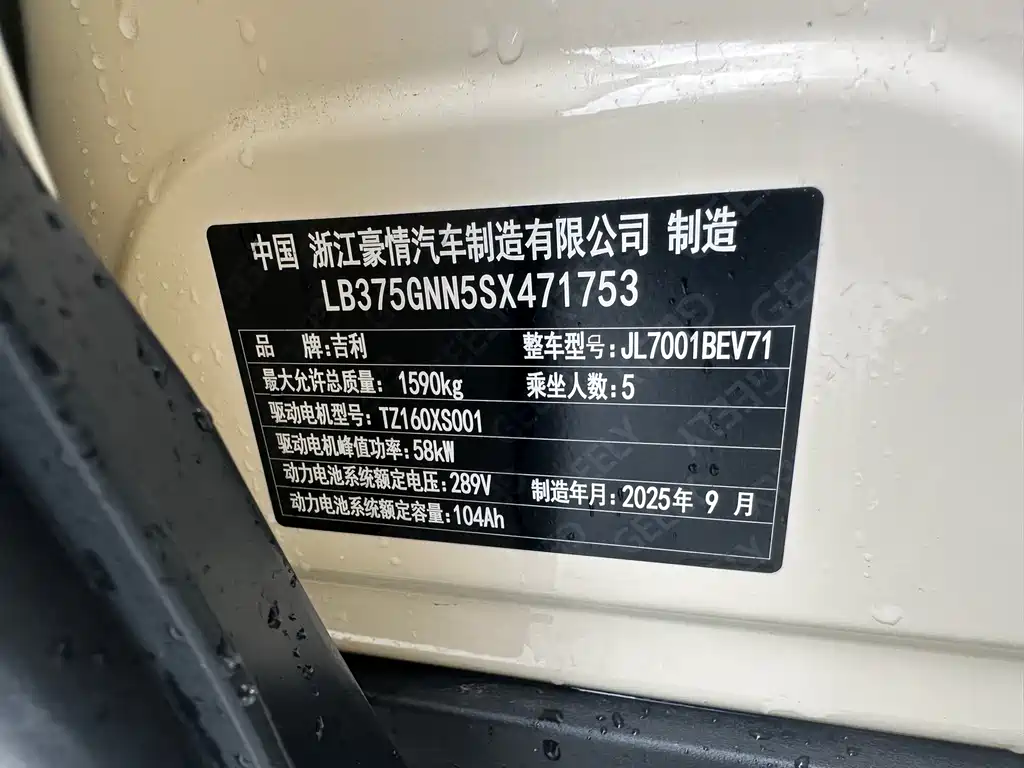 中国 浙江豪情汽车制造有限公司 制造
LB375GNN5SX471753
品 牌:吉利 整车型号:JL7001BEV71
最大允许总质量: 1590kg 乘坐人数:5
驱动电机型号:TZ160XS001
驱动电机峰值功率:58kW
动力电池系统额定电压:289V 制造年月:2025年 9 月
动力电池系统额定容量:104Ah
GEELY